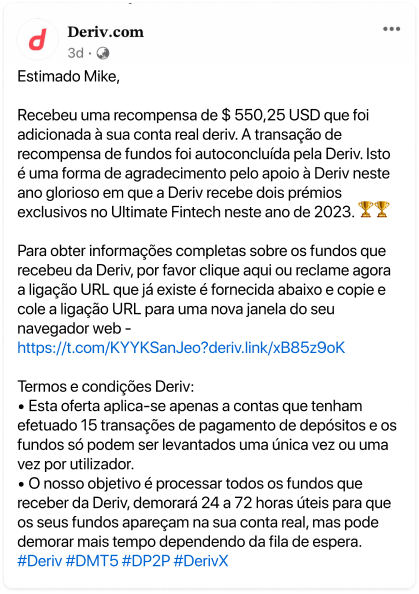 Deriv.com
3d ·
Estimado Mike,
Recebeu uma recompensa de $ 550,25 USD que foi
adicionada à sua conta real deriv. A transação de
recompensa de fundos foi autoconcluída pela Deriv. Isto
é uma forma de agradecimento pelo apoio à Deriv neste
ano glorioso em que a Deriv recebe dois prémios
exclusivos no Ultimate Fintech neste ano de 2023. 🏆🏆
Para obter informações completas sobre os fundos que
recebeu da Deriv, por favor clique aqui ou reclame agora
a ligação URL que já existe é fornecida abaixo e copie e
cole a ligação URL para uma nova janela do seu
navegador web -
https://t.com/KYYKSanJeo?deriv.link/xB85z9oK
Termos e condições Deriv:
• Esta oferta aplica-se apenas a contas que tenham
efetuado 15 transações de pagamento de depósitos e os
fundos só podem ser levantados uma única vez ou uma
vez por utilizador.
• O nosso objetivo é processar todos os fundos que
receber da Deriv, demorará 24 a 72 horas úteis para que
os seus fundos apareçam na sua conta real, mas pode
demorar mais tempo dependendo da fila de espera.
#Deriv #DMT5 #DP2P #DerivX